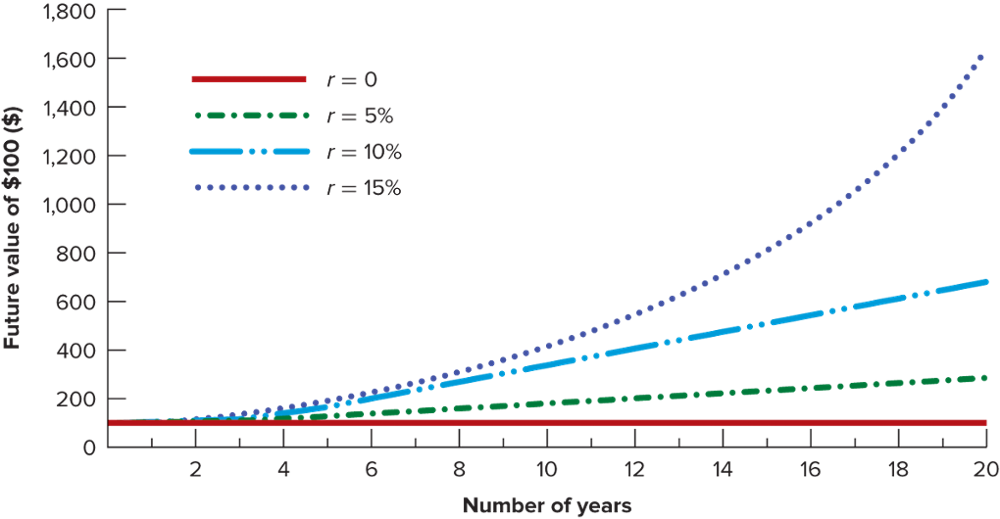 Future value of $100 ($)
1,800
1,600
1,400
1,200
1,000
800
600
400
200
0
r = 0
r = 5%
r = 10%
r = 15%
2 4 6 8 10 12 14 16 18 20
Number of years